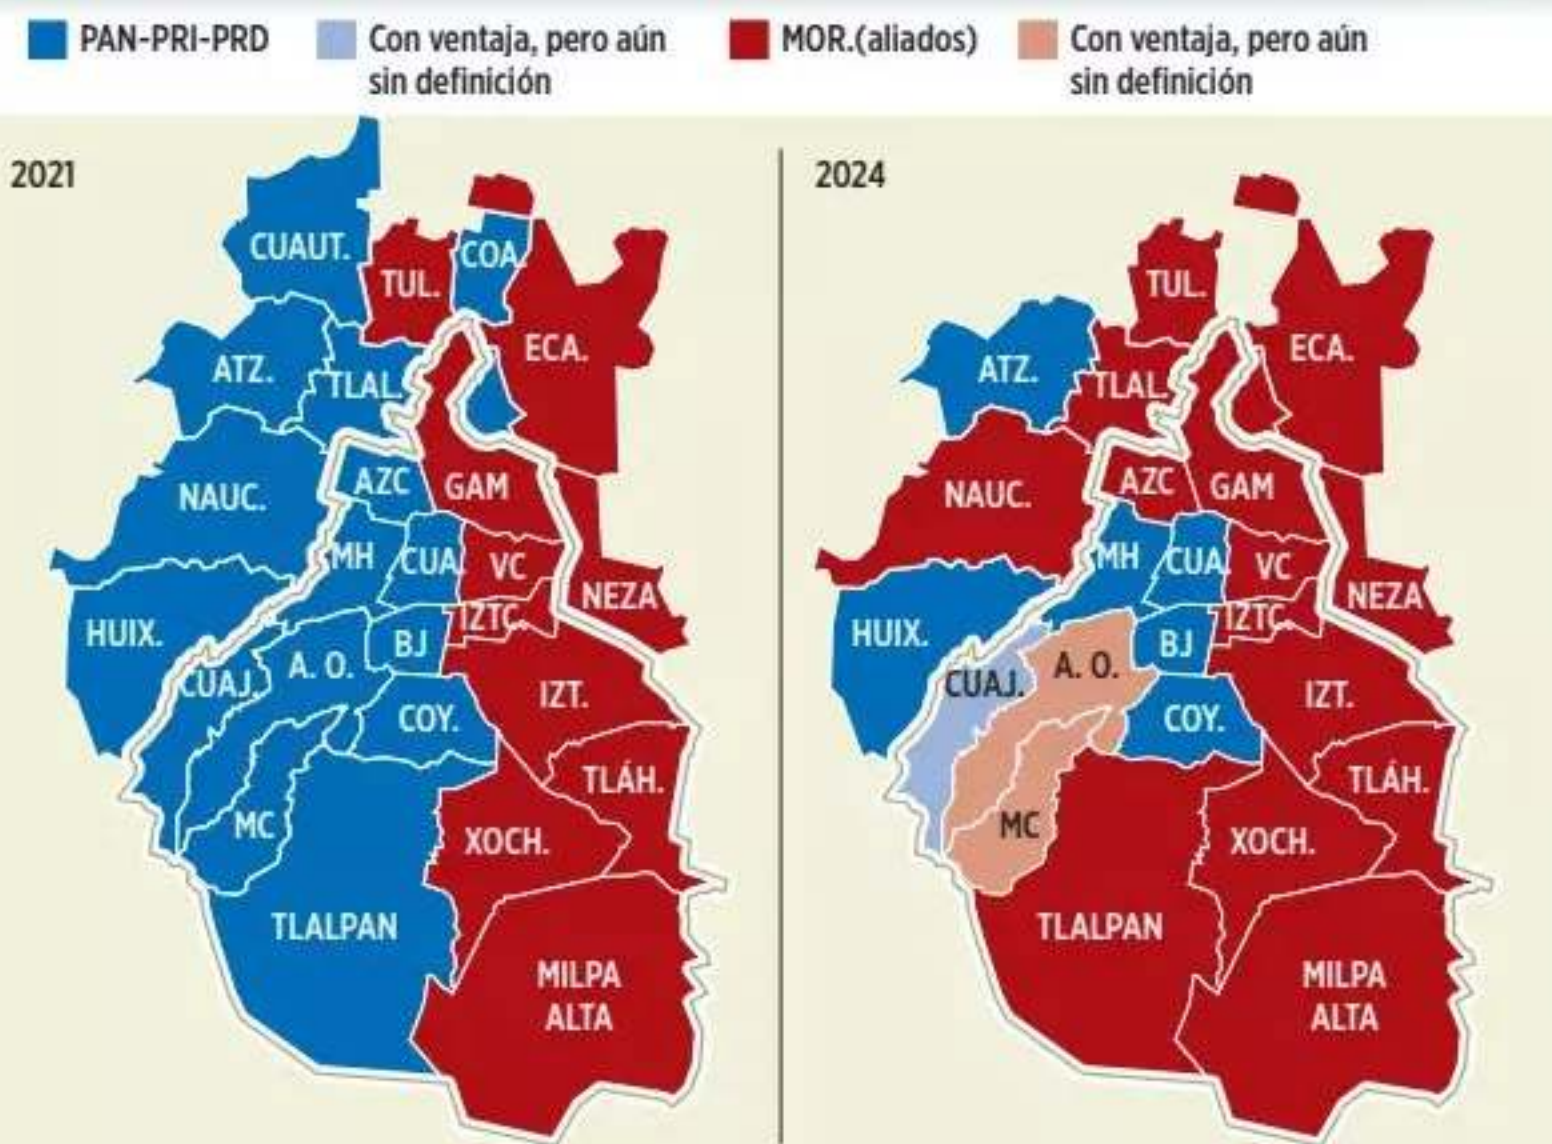 PAN-PRI-PRD
Con ventaja, pero aún
sin definición
MOR.(aliados)
Con ventaja, pero aún
sin definición
2021
CUAUT.
TUL.
COA.
ECA.
ATZ.
TLAL.
NAUC.
AZC
GAM
MH
CUA.
VC
NEZA
HUIX.
IZTC.
BJ
A. O.
CUAJ.
IZT.
COY.
TLÁH.
MC
XOCH.
TLALPAN
MILPA
ALTA
2024
TUL.
ECA.
ATZ.
TLAL.
NAUC.
AZC
GAM
MH
CUA.
VC
NEZA
HUIX.
IZTC.
BJ
A. O.
CUAJ.
IZT.
COY.
TLÁH.
MC
XOCH.
TLALPAN
MILPA
ALTA